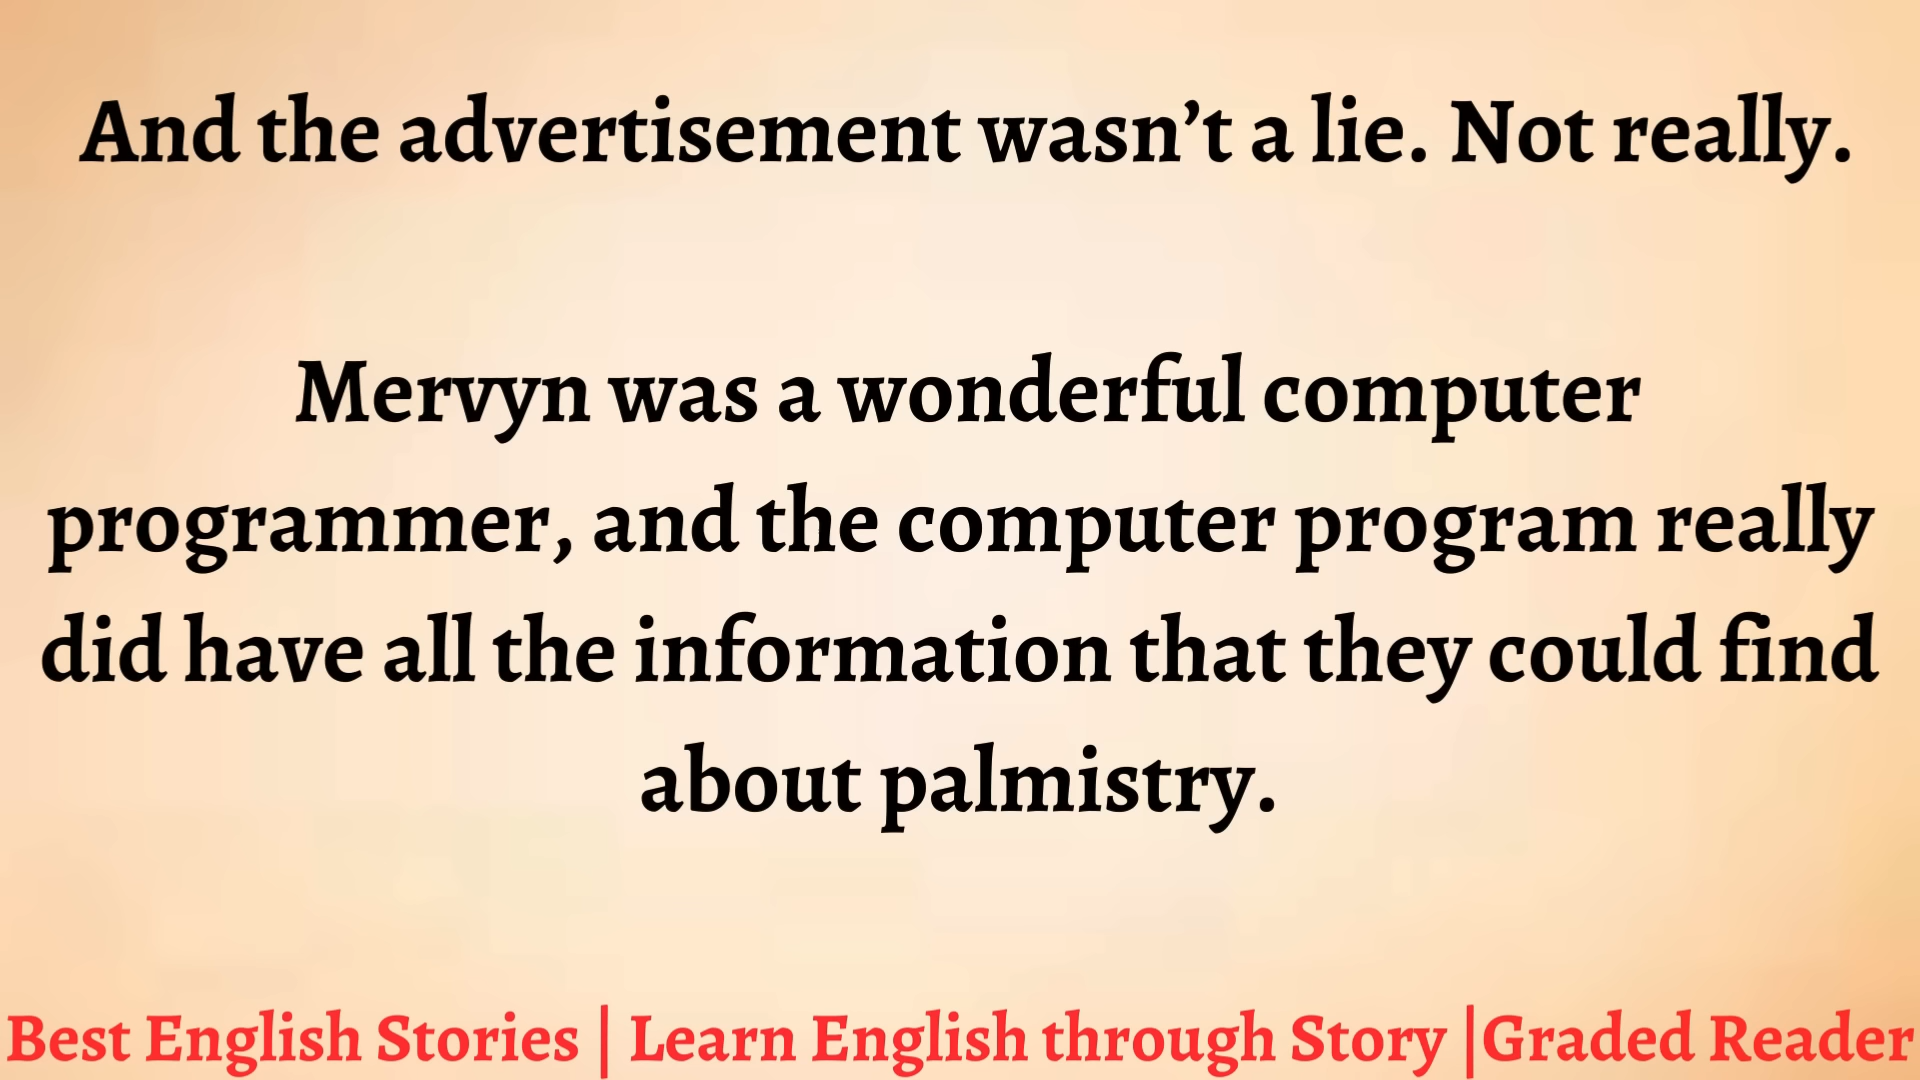 And the advertisement wasn’t a lie. Not really.
Mervyn was a wonderful computer
programmer, and the computer program really
did have all the information that they could find
about palmistry.
Best English Stories | Learn English through Story |Graded Reader